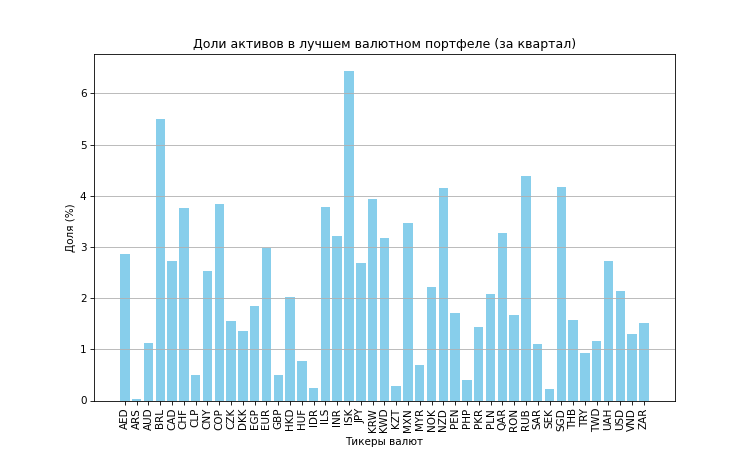 Доли активов в лучшем валютном портфеле (за квартал)
Доля (%)
6
5
4
3
2
1
0
AED
ARS
AUD
BRL
CAD
CHF
CLP
CNY
COP
CZK
DKK
EGP
EUR
GBP
HKD
HUF
IDR
ILS
INR
ISK
JPY
KRW
KWD
KZT
MXN
MYR
NOK
NZD
PEN
PHP
PKR
PLN
QAR
RON
RUB
SAR
SEK
SGD
THB
TRY
TWD
UAH
USD
VND
ZAR
Тикеры валют